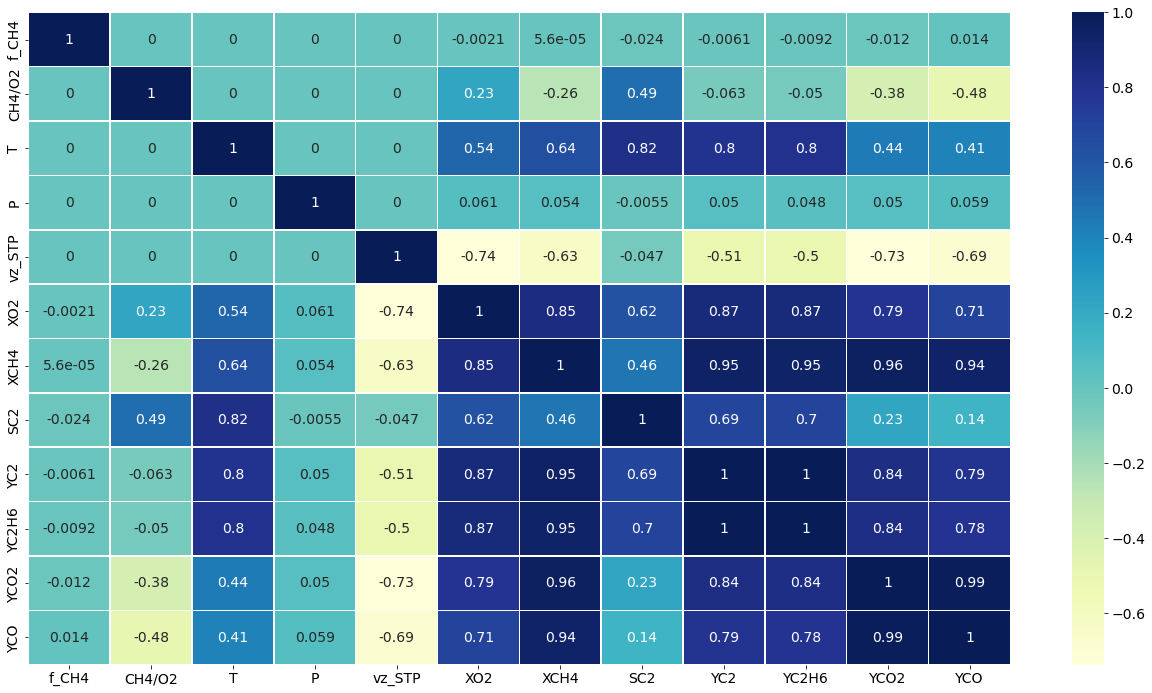 f_CH4 1 0 0 0 0 -0.0021 5.6e-05 -0.024 -0.0061 -0.0092 -0.012 0.014
CH4/O2 0 1 0 0 0 0.23 -0.26 0.49 -0.063 -0.05 -0.38 -0.48
T 0 0 1 0 0 0.54 0.64 0.82 0.8 0.8 0.44 0.41
P 0 0 0 1 0 0.061 0.054 -0.0055 0.05 0.048 0.05 0.059
vz_STP 0 0 0 0 1 -0.74 -0.63 -0.047 -0.51 -0.5 -0.73 -0.69
XO2 -0.0021 0.23 0.54 0.061 -0.74 1 0.85 0.62 0.87 0.87 0.79 0.71
XCH4 5.6e-05 -0.26 0.64 0.054 -0.63 0.85 1 0.46 0.95 0.95 0.96 0.94
SC2 -0.024 0.49 0.82 -0.0055 -0.047 0.62 0.46 1 0.69 0.7 0.23 0.14
YC2 -0.0061 -0.063 0.8 0.05 -0.51 0.87 0.95 0.69 1 1 0.84 0.79
YC2H6 -0.0092 -0.05 0.8 0.048 -0.5 0.87 0.95 0.7 1 1 0.84 0.78
YCO2 -0.012 -0.38 0.44 0.05 -0.73 0.79 0.96 0.23 0.84 0.84 1 0.99
YCO 0.014 -0.48 0.41 0.059 -0.69 0.71 0.94 0.14 0.79 0.78 0.99 1
f_CH4 CH4/O2 T P vz_STP XO2 XCH4 SC2 YC2 YC2H6 YCO2 YCO
1.0
0.8
0.6
0.4
0.2
0.0
−0.2
−0.4
−0.6